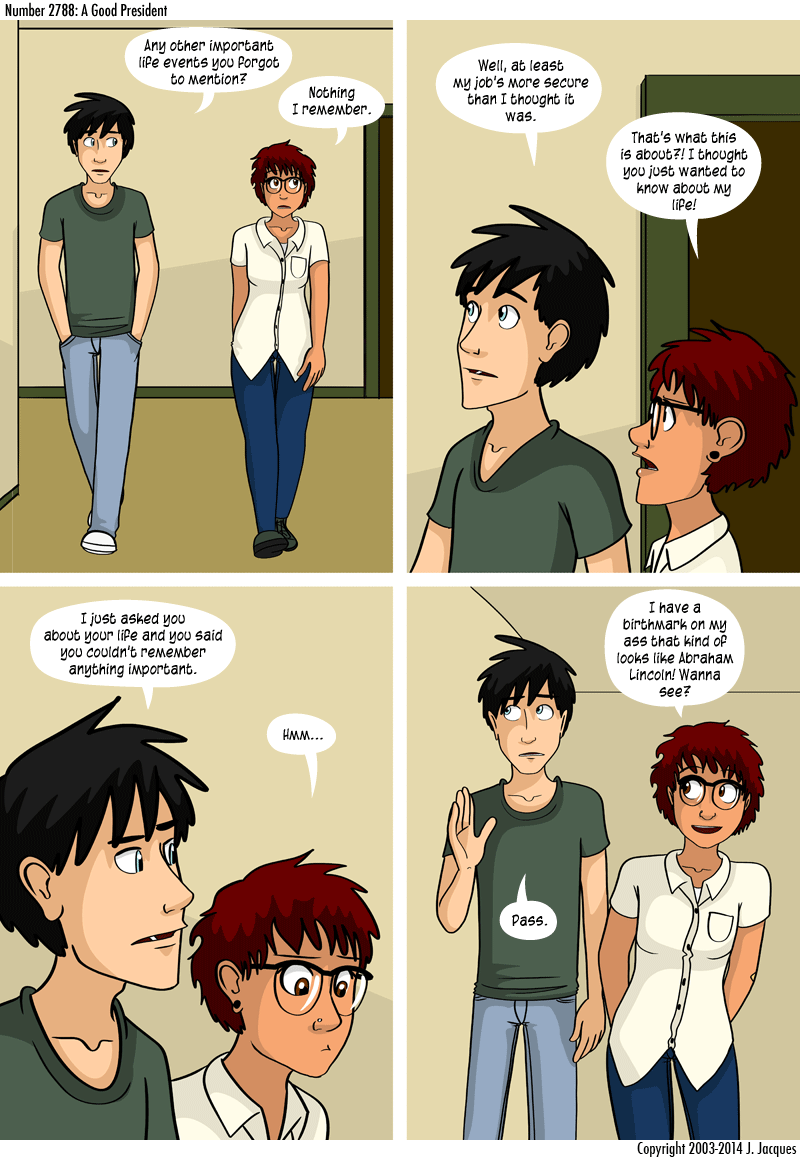 Number 2788: A Good President
Any other important
life events you forgot
to mention?
Nothing
I remember.
Well, at least
my job's more secure
than I thought it
was.
That's what this
is about?! I thought
you just wanted to
know about my
life!
I just asked you
about your life and you said
you couldn't remember
anything important.
Hmm...
I have a
birthmark on my
ass that kind of
looks like Abraham
Lincoln! Wanna
see?
Pass.
Copyright 2003-2014 J. Jacques